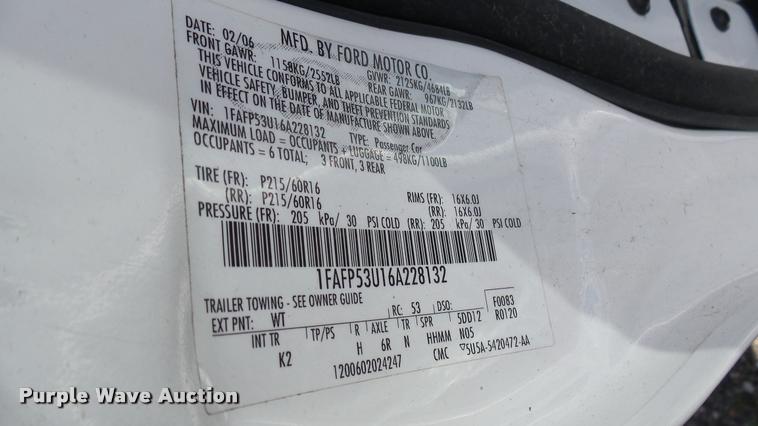 MFD. BY FORD MOTOR CO.
DATE: 02/06 GVWR: 2125KG/4684LB
FRONT GAWR: 1158KG/2552LB REAR GAWR: 967KG/2132LB
THIS VEHICLE CONFORMS TO ALL APPLICABLE FEDERAL MOTOR
VEHICLE SAFETY, BUMPER, AND THEFT PREVENTION STANDARDS
IN EFFECT ON THE DATE OF MANUFACTURE SHOWN ABOVE.
VIN: 1FAFP53U16A228132 TYPE: Passenger Car
MAXIMUM LOAD = OCCUPANTS + LUGGAGE = 498KG/1100LB
OCCUPANTS = 6 TOTAL; 3 FRONT, 3 REAR
TIRE (FR): P215/60R16 RIMS (FR): 16X6.0J
(RR): P215/60R16 (RR): 16X6.0J
PRESSURE (FR): 205 kPa/ 30 PSI COLD (RR): 205 kPa/ 30 PSI COLD
1FAFP53U16A228132
TRAILER TOWING - SEE OWNER GUIDE
EXT PNT: WT RC: 53 DSO: F0083
INT TR TP/PS R AXLE TR SPR 5DD12 R0120
K2 H 6R N HHMM N05
1200602024247 CMC ▽5U5A-5420472-AA
Purple Wave Auction